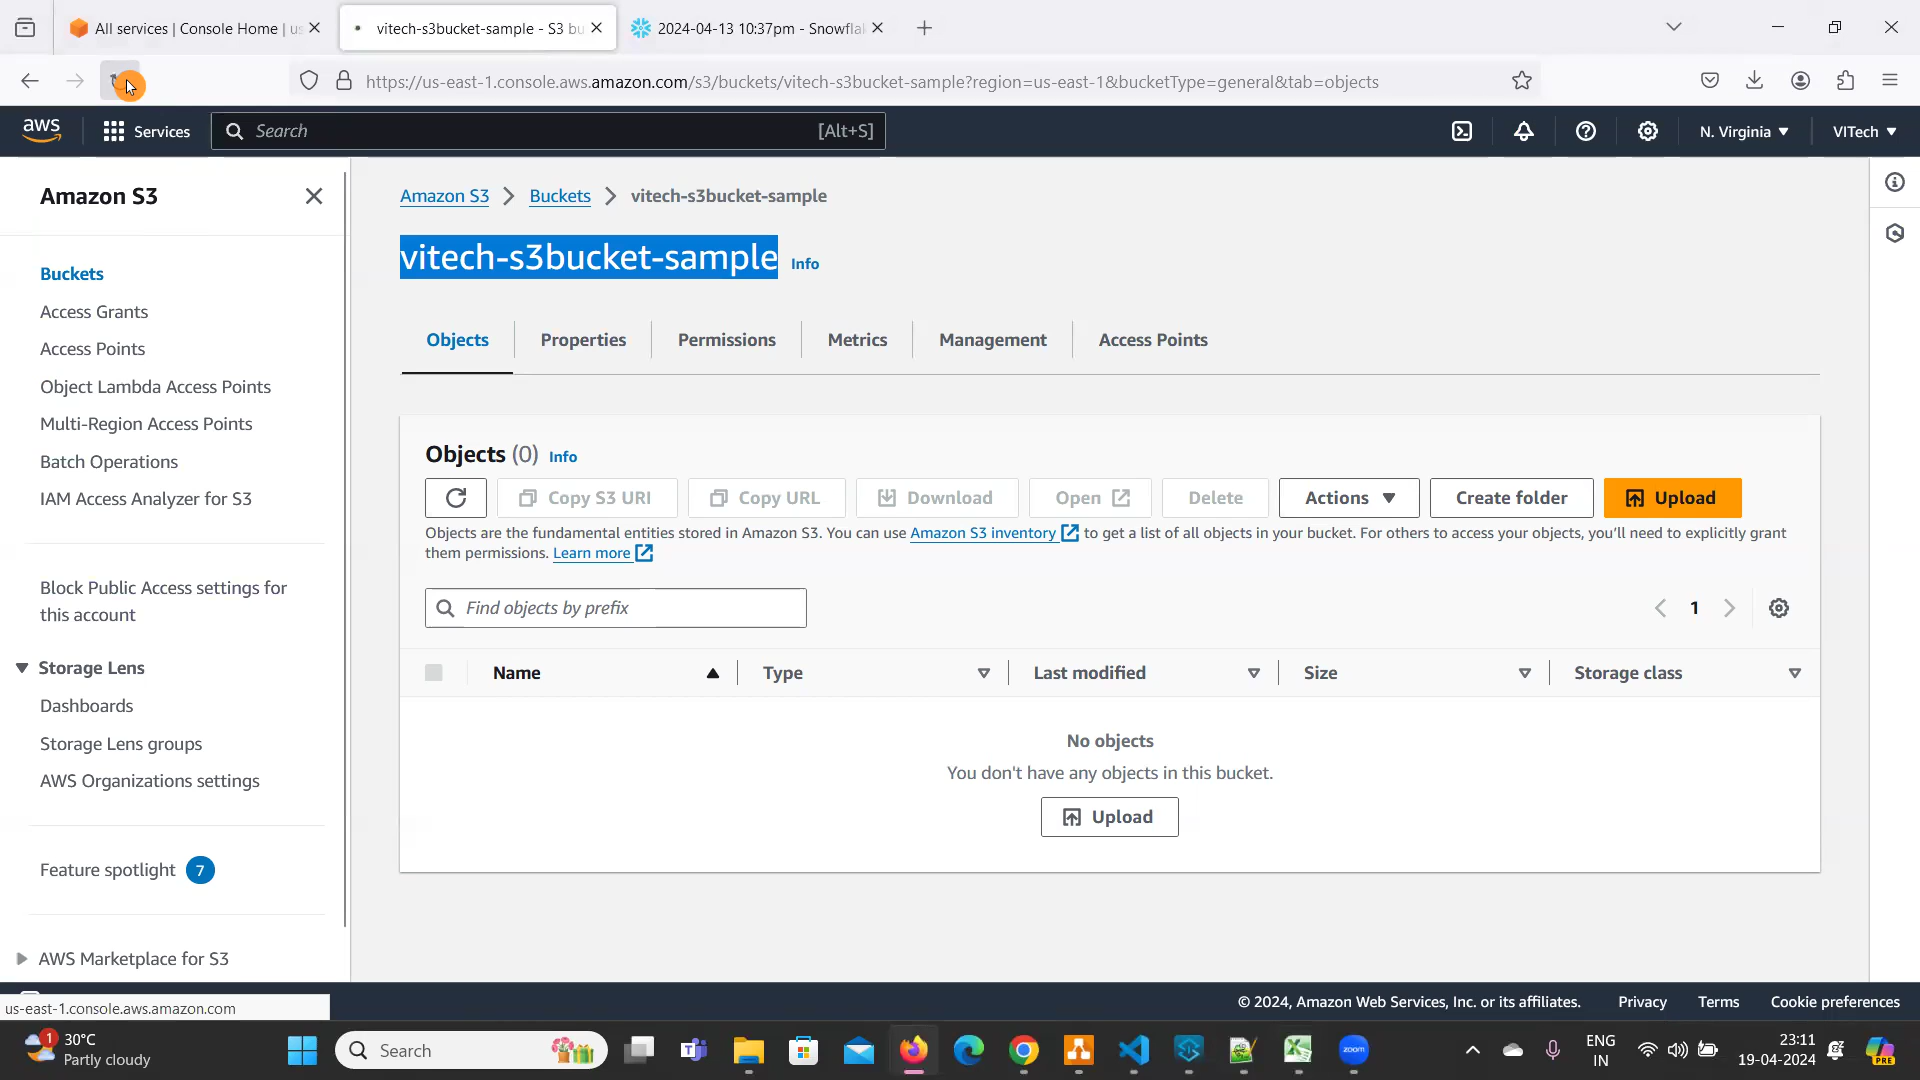 All services | Console Home | us
vitech-s3bucket-sample - S3 bu
2024-04-13 10:37pm - Snowflal
https://us-east-1.console.aws.amazon.com/s3/buckets/vitech-s3bucket-sample?region=us-east-1&bucketType=general&tab=objects
aws
Services
Search
[Alt+S]
N. Virginia
VITech
Amazon S3
Buckets
Access Grants
Access Points
Object Lambda Access Points
Multi-Region Access Points
Batch Operations
IAM Access Analyzer for S3
Block Public Access settings for
this account
Storage Lens
Dashboards
Storage Lens groups
AWS Organizations settings
Feature spotlight 7
AWS Marketplace for S3
Amazon S3 > Buckets > vitech-s3bucket-sample
vitech-s3bucket-sample Info
Objects
Properties
Permissions
Metrics
Management
Access Points
Objects (0) Info
Copy S3 URI
Copy URL
Download
Open
Delete
Actions
Create folder
Upload
Objects are the fundamental entities stored in Amazon S3. You can use Amazon S3 inventory to get a list of all objects in your bucket. For others to access your objects, you'll need to explicitly grant
them permissions. Learn more
Find objects by prefix
1
Name
Type
Last modified
Size
Storage class
No objects
You don't have any objects in this bucket.
Upload
us-east-1.console.aws.amazon.com
© 2024, Amazon Web Services, Inc. or its affiliates.
Privacy
Terms
Cookie preferences
1
30°C
Partly cloudy
Search
zoom
ENG
IN
23:11
19-04-2024
PRE